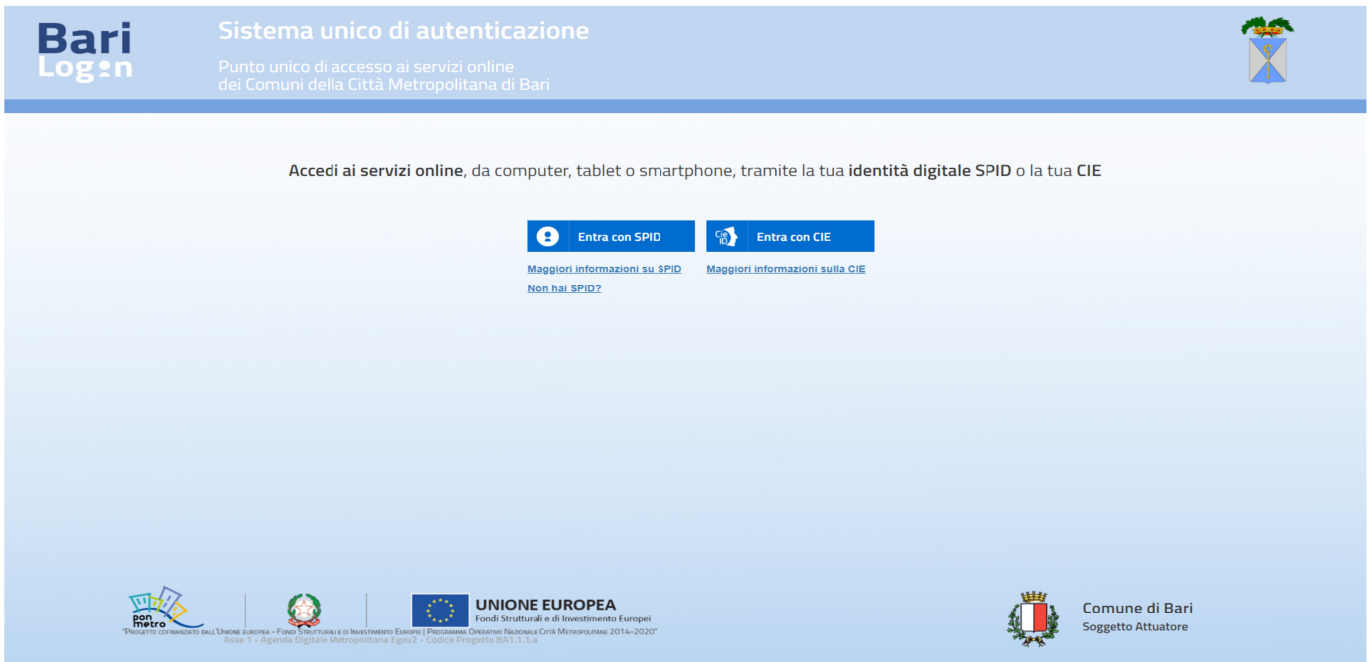 Bari
Login
Sistema unico di autenticazione
Punto unico di accesso ai servizi online
dei Comuni della Città Metropolitana di Bari
Accedi ai servizi online, da computer, tablet o smartphone, tramite la tua identità digitale SPID o la tua CIE
Entra con SPID
Cie ID
Entra con CIE
Maggiori informazioni su SPID
Maggiori informazioni sulla CIE
Non hai SPID?
pon
metro
UNIONE EUROPEA
Fondi Strutturali e di Investimento Europei
"Progetto cofinanziato dall'Unione europea – Fondi Strutturali e di Investimento Europei | Programma Operativo Nazionale Città Metropolitane 2014–2020"
Asse 1 - Agenda Digitale Metropolitana Egov2 - Codice Progetto BA1.1.1.a
Comune di Bari
Soggetto Attuatore